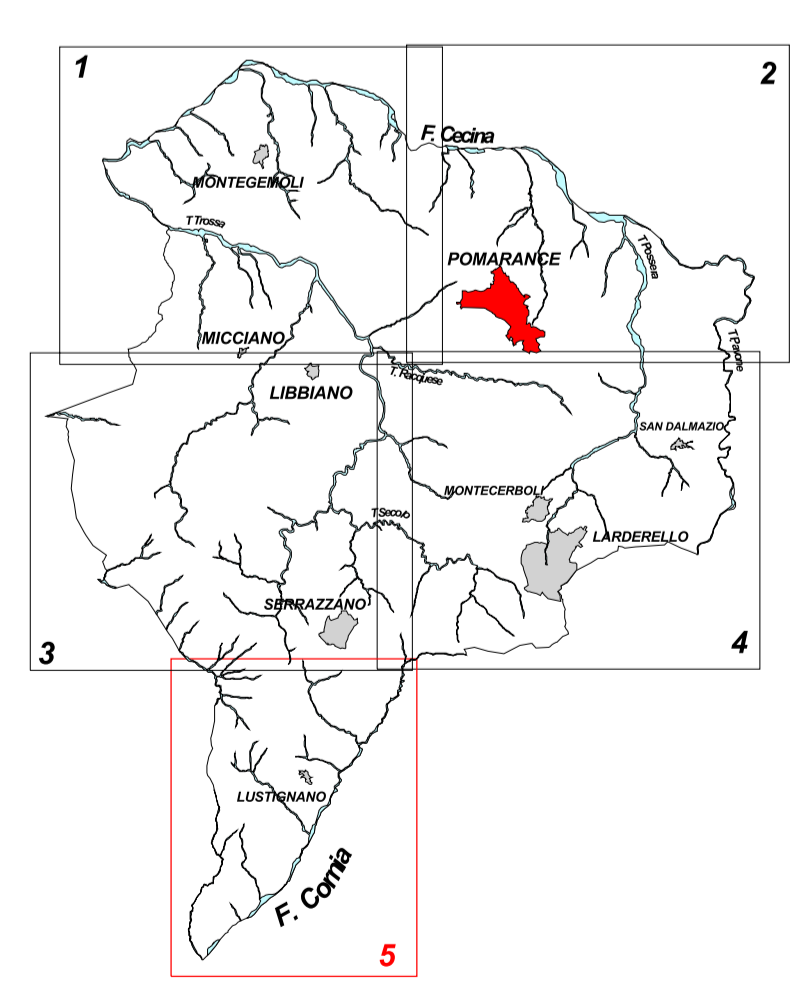 1
2
F. Cecina
MONTEGEMOLI
T Trossa
T Possera
POMARANCE
MICCIANO
T Pavone
LIBBIANO
T. Racquese
SAN DALMAZIO
MONTECERBOLI
T Secolo
LARDERELLO
SERRAZZANO
3
4
LUSTIGNANO
F. Cornia
5